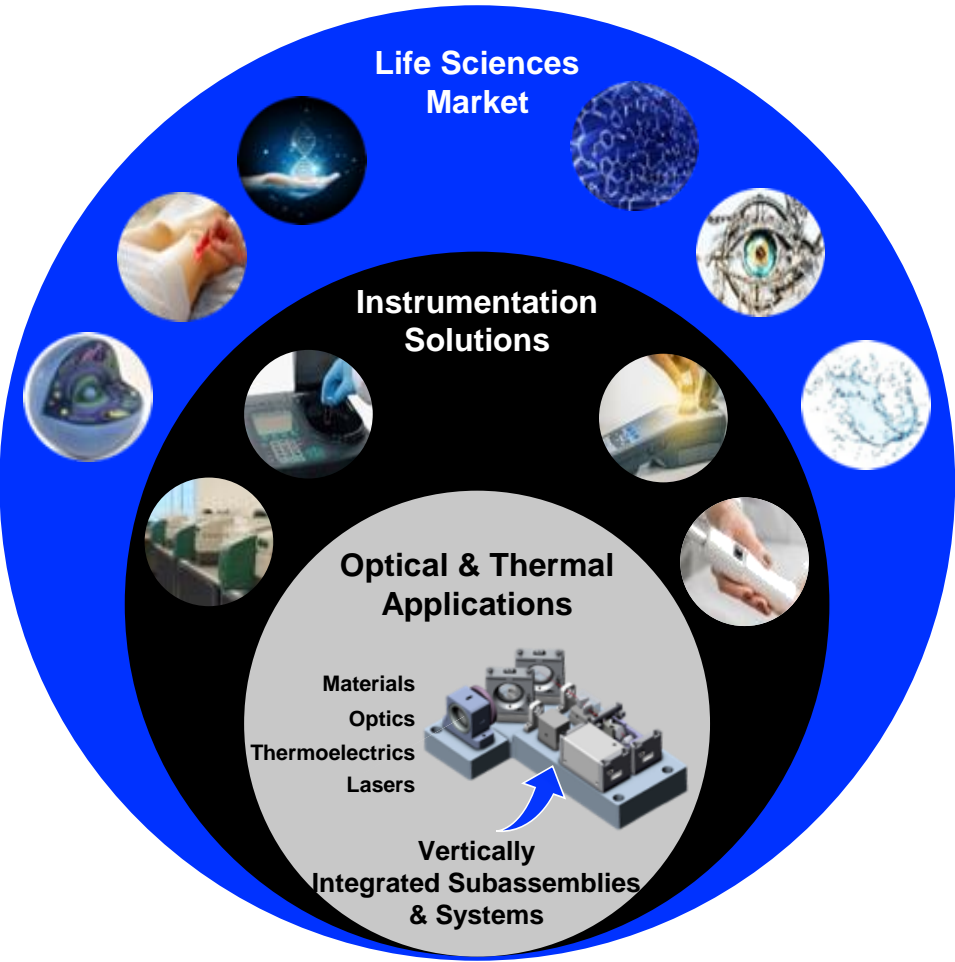 Life Sciences
Market
Instrumentation
Solutions
Optical & Thermal
Applications
Materials
Optics
Thermoelectrics
Lasers
Vertically
Integrated Subassemblies
& Systems